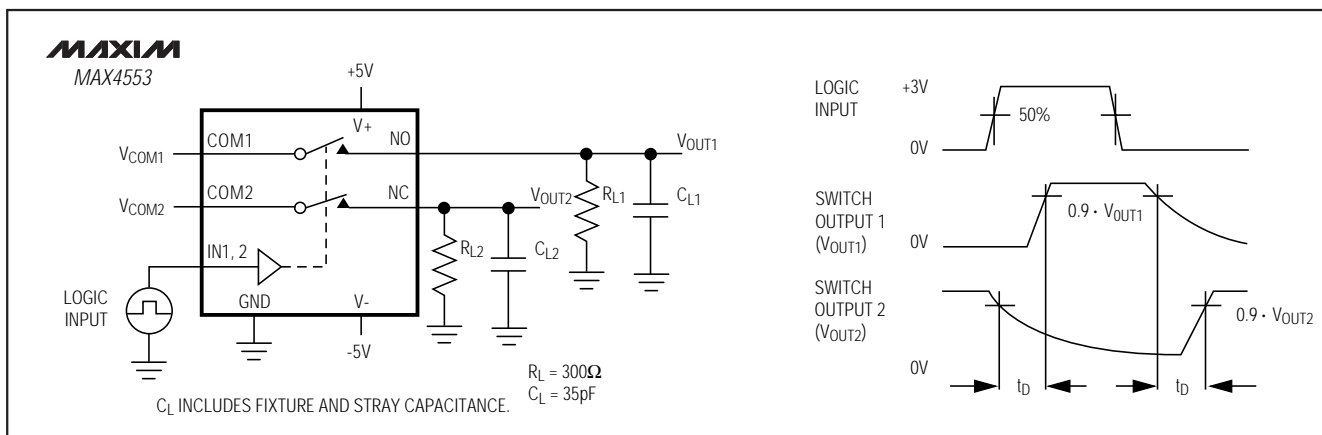 MAXIM
MAX4553
+5V
V+
COM1
NO
VCOM1
VOUT1
COM2
NC
VCOM2
VOUT2
RL1
CL1
RL2
CL2
IN1, 2
LOGIC
INPUT
GND
V-
-5V
RL = 300Ω
CL = 35pF
CL INCLUDES FIXTURE AND STRAY CAPACITANCE.
LOGIC
INPUT
+3V
50%
0V
SWITCH
OUTPUT 1
(VOUT1)
0.9 · VOUT1
0V
SWITCH
OUTPUT 2
(VOUT2)
0.9 · VOUT2
0V
tD
tD